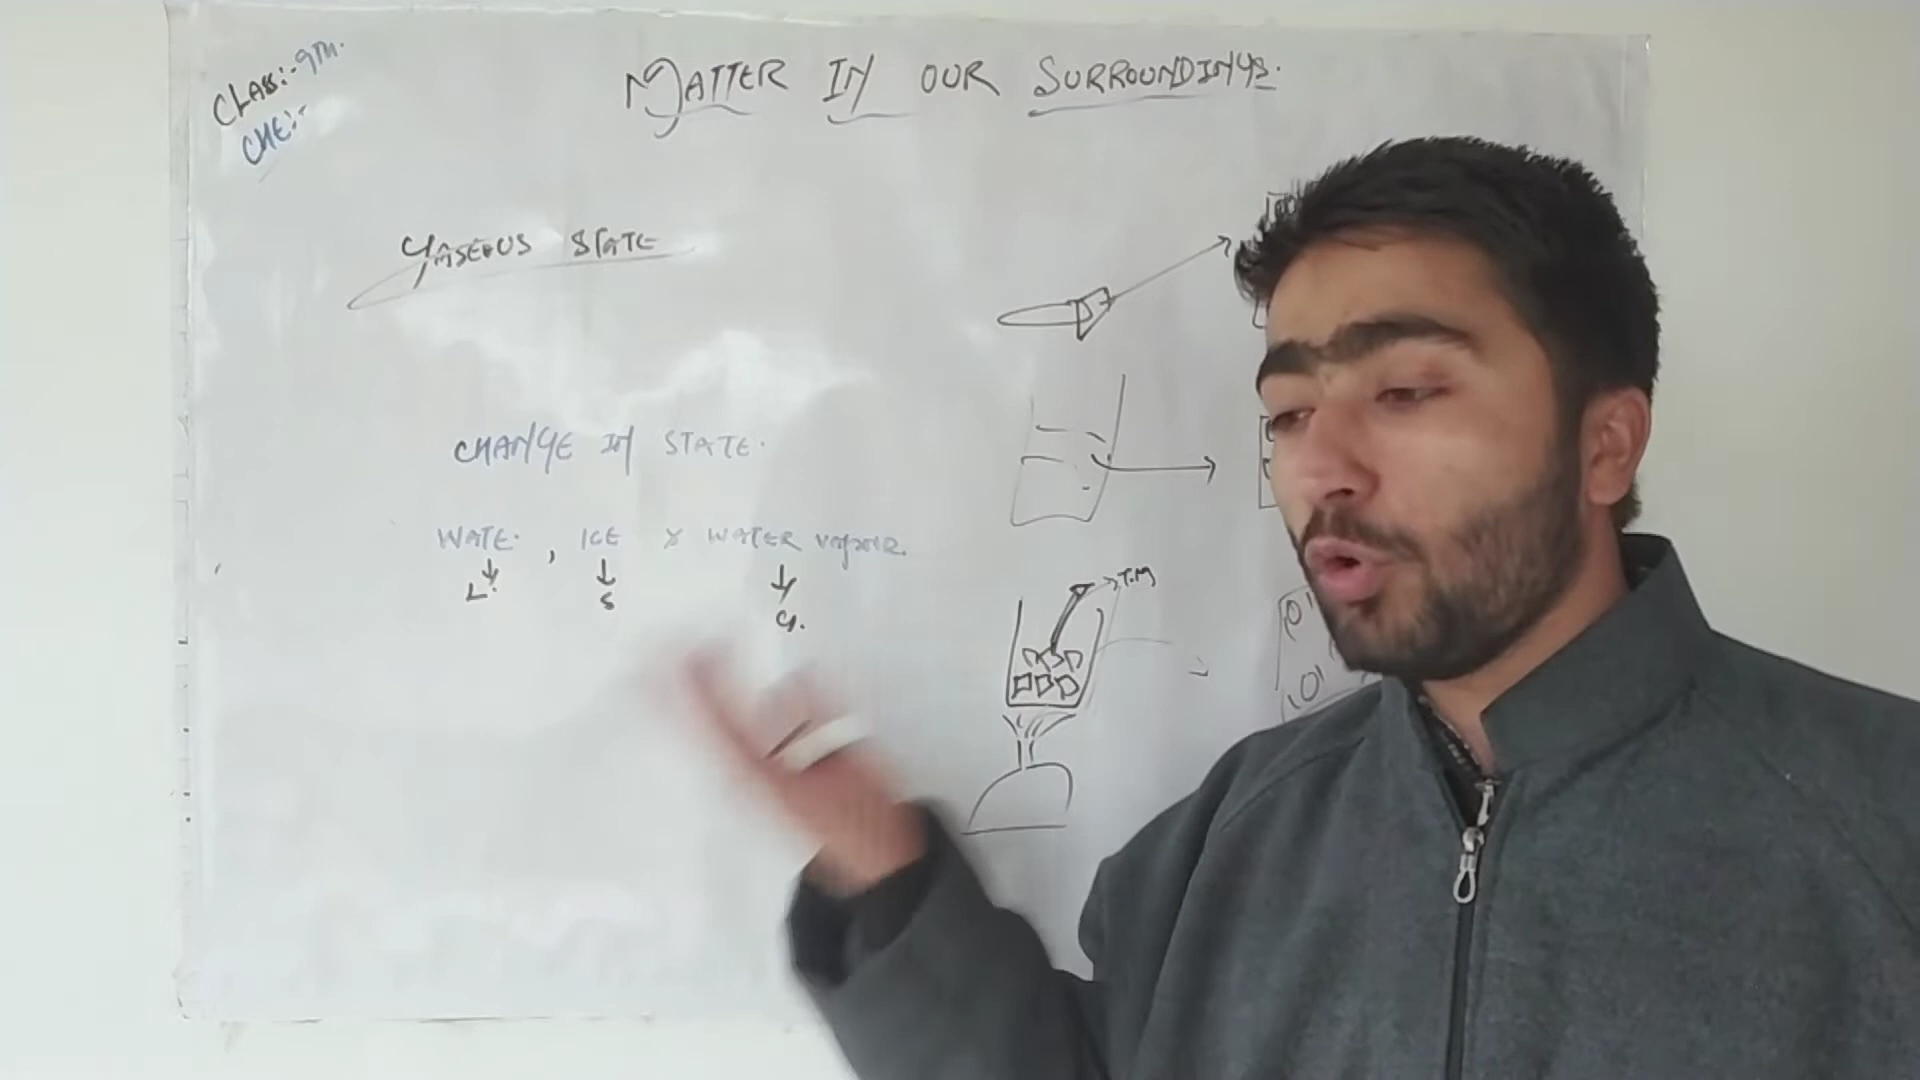 CLASS:- 9TH.
CHE:-
MATTER IN OUR SURROUNDINGS.
GASEOUS STATE
CHANGE IN STATE.
WATE. , ICE & WATER VAPOUR.
L. S G.
T.M